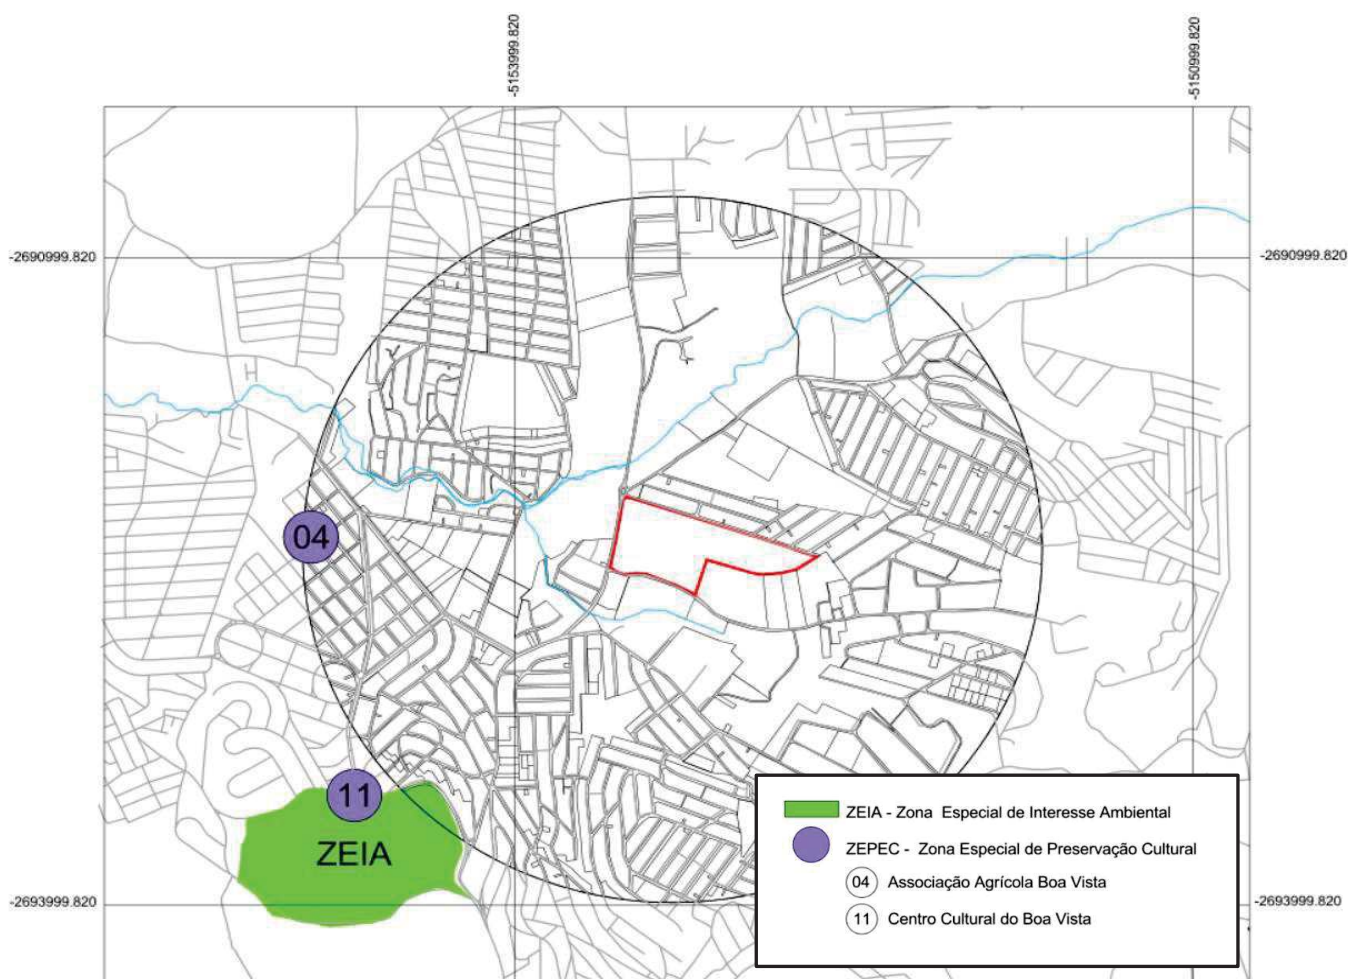 -5153999.820
-5150999.820
-2690999.820
-2690999.820
04
11
ZEIA
ZEIA - Zona Especial de Interesse Ambiental
ZEPEC - Zona Especial de Preservação Cultural
04 Associação Agrícola Boa Vista
11 Centro Cultural do Boa Vista
-2693999.820
-2693999.820